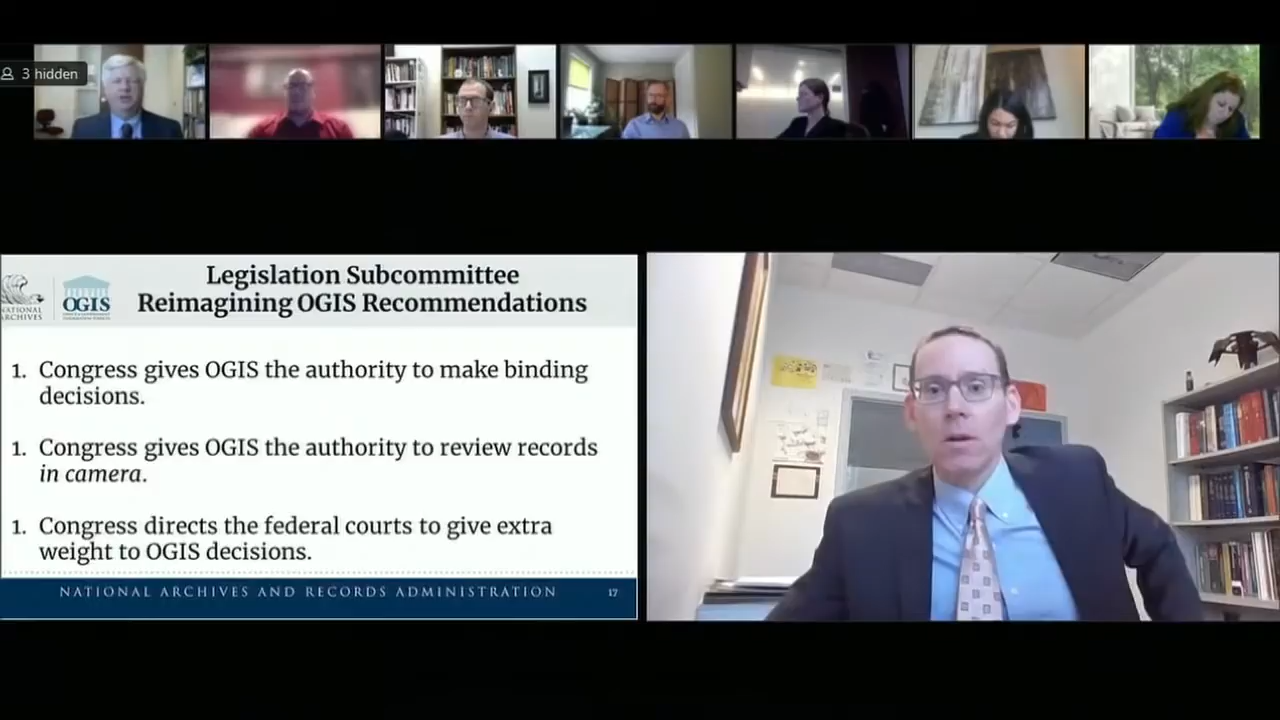 3 hidden
Legislation Subcommittee
Reimagining OGIS Recommendations
NATIONAL
ARCHIVES
OGIS
1. Congress gives OGIS the authority to make binding
decisions.
1. Congress gives OGIS the authority to review records
in camera.
1. Congress directs the federal courts to give extra
weight to OGIS decisions.
NATIONAL ARCHIVES AND RECORDS ADMINISTRATION
17